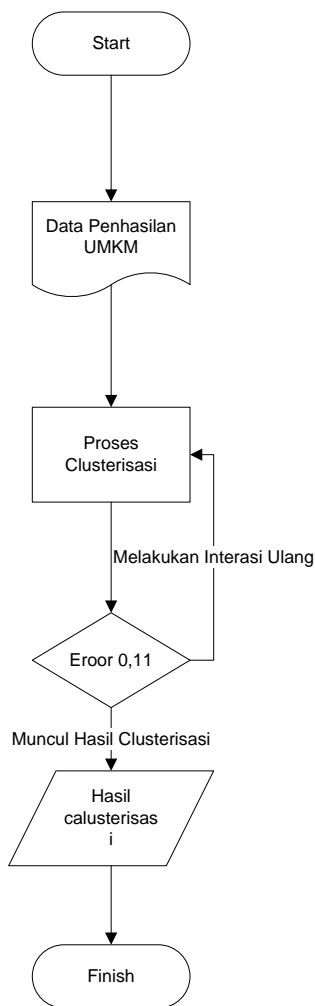 Start
Data Penhasilan
UMKM
Proses
Clusterisasi
Melakukan Interasi Ulang
Eroor 0,11
Muncul Hasil Clusterisasi
Hasil
calusterisas
i
Finish